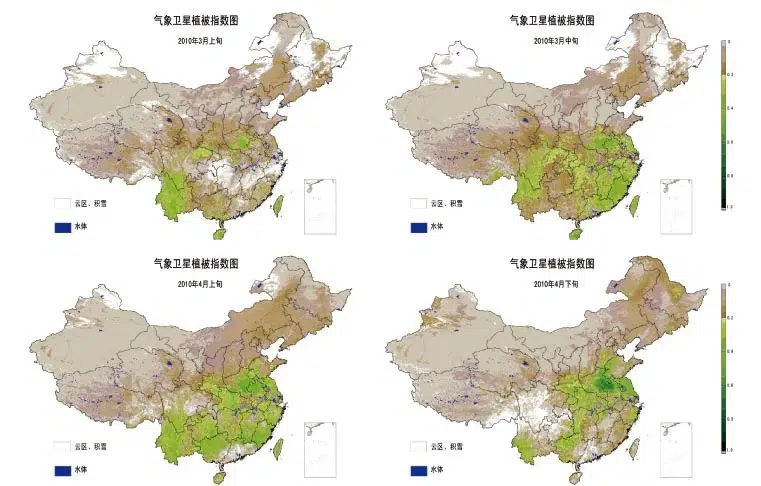 气象卫星植被指数图
2010年3月上旬
云区、积雪
水体
气象卫星植被指数图
2010年3月中旬
云区、积雪
水体
0
0.2
0.4
0.6
0.8
1.0
气象卫星植被指数图
2010年4月上旬
云区、积雪
水体
气象卫星植被指数图
2010年4月下旬
云区、积雪
水体
0
0.2
0.4
0.6
0.8
1.0